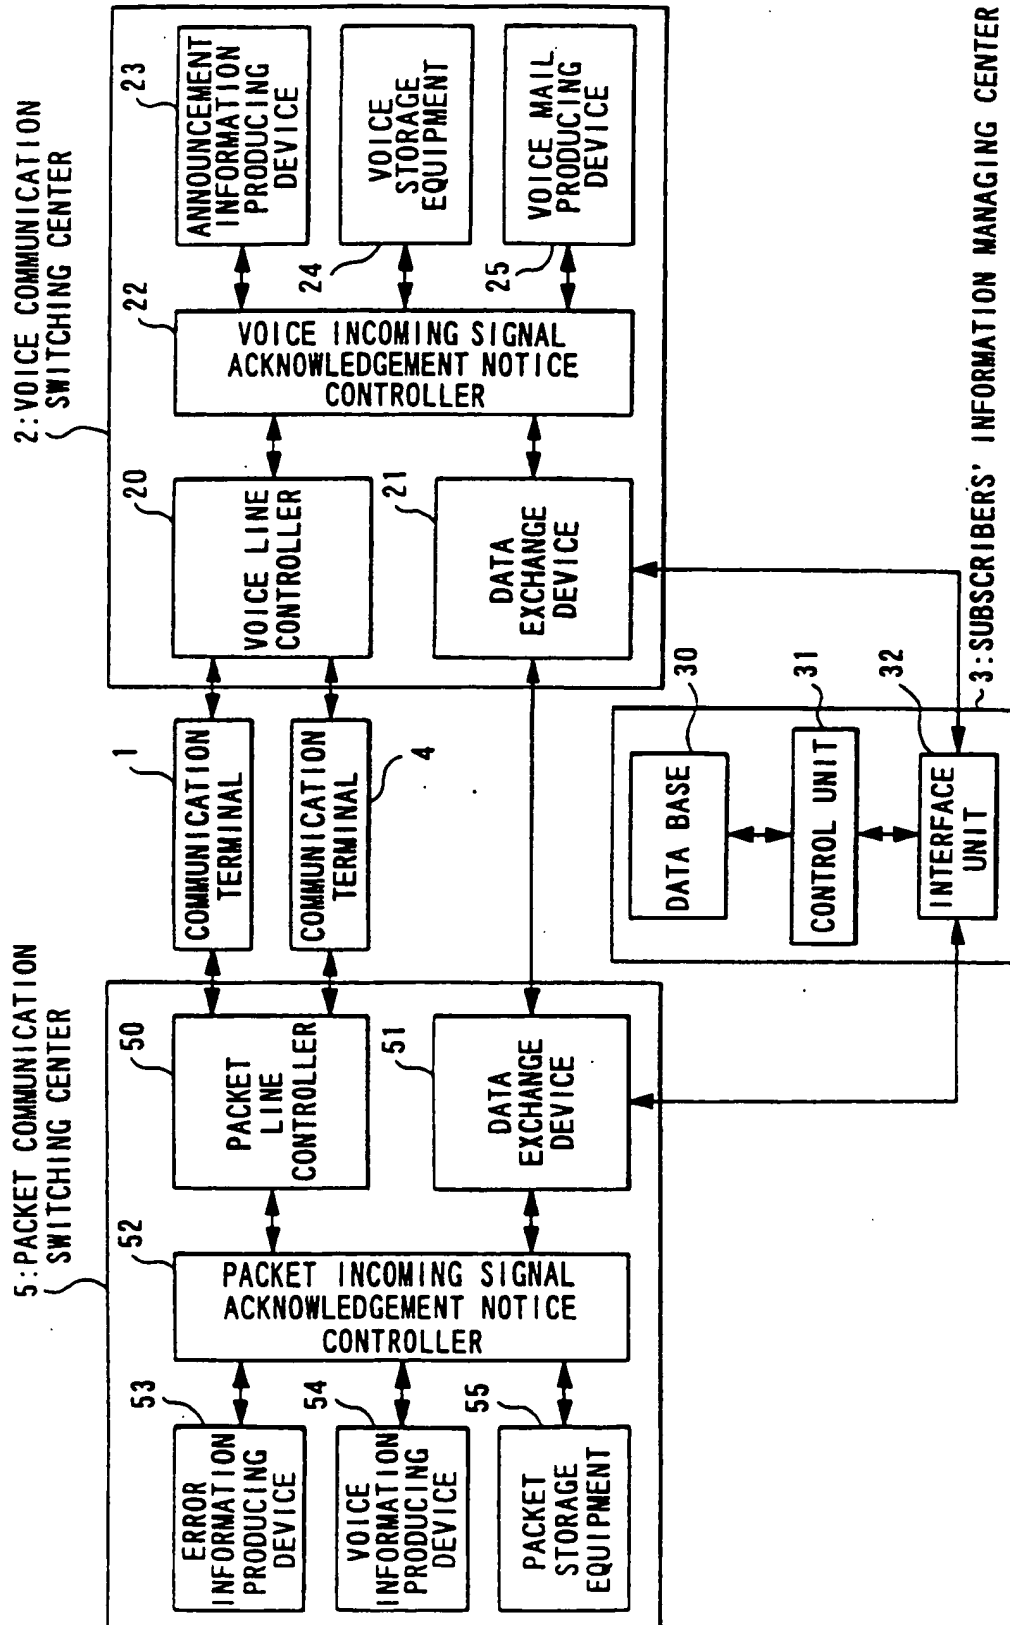 5:PACKET COMMUNICATION
SWITCHING CENTER
53
ERROR
INFORMATION
PRODUCING
DEVICE
54
VOICE
INFORMATION
PRODUCING
DEVICE
55
PACKET
STORAGE
EQUIPMENT
52
PACKET INCOMING SIGNAL
ACKNOWLEDGEMENT NOTICE
CONTROLLER
50
PACKET
LINE
CONTROLLER
51
DATA
EXCHANGE
DEVICE
1
COMMUNICATION
TERMINAL
COMMUNICATION
TERMINAL
4
2:VOICE COMMUNICATION
SWITCHING CENTER
20
VOICE LINE
CONTROLLER
21
DATA
EXCHANGE
DEVICE
22
VOICE INCOMING SIGNAL
ACKNOWLEDGEMENT NOTICE
CONTROLLER
23
ANNOUNCEMENT
INFORMATION
PRODUCING
DEVICE
24
VOICE
STORAGE
EQUIPMENT
25
VOICE MAIL
PRODUCING
DEVICE
30
DATA BASE
31
CONTROL UNIT
32
INTERFACE
UNIT
3:SUBSCRIBERS' INFORMATION MANAGING CENTER